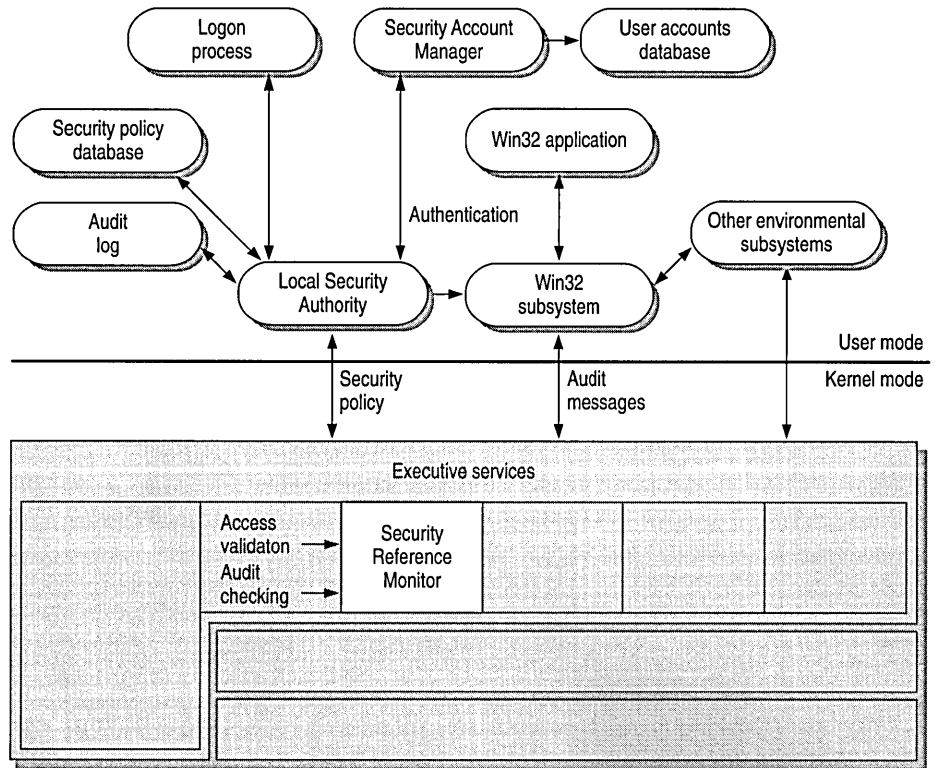 Logon
process
Security Account
Manager
User accounts
database
Security policy
database
Win32 application
Audit
log
Authentication
Other environmental
subsystems
Local Security
Authority
Win32
subsystem
User mode
Kernel mode
Security
policy
Audit
messages
Executive services
Access
validaton
Audit
checking
Security
Reference
Monitor